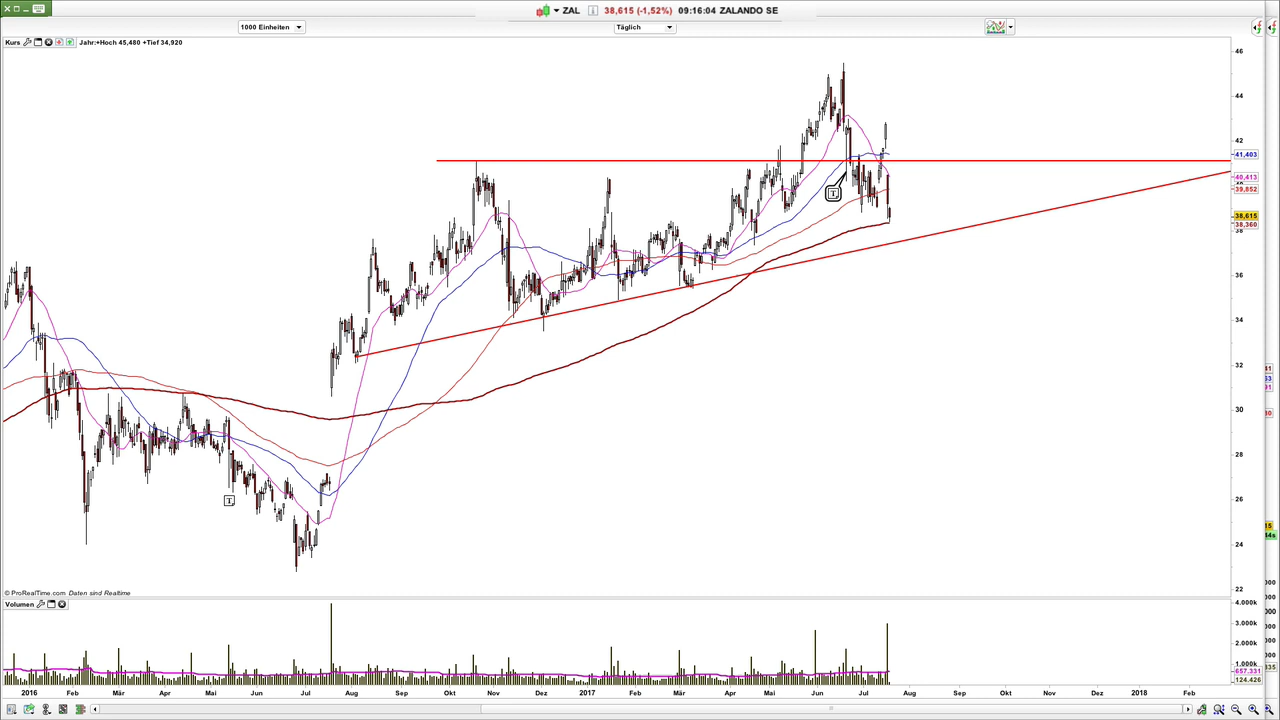 ZAL 38,615 (-1,52%) 09:16:04 ZALANDO SE
1000 Einheiten
Täglich
Kurs Jahr:+Hoch 45,480 +Tief 34,920
46
44
42
41,403
40,413
39,852
38,615
38,360
38
36
34
32
30
28
26
24
22
T
T
© ProRealTime.com Daten sind Realtime
Volumen
4.000k
3.000k
2.000k
1.000k
657.331
124.426
2016 Feb Mär Apr Mai Jun Jul Aug Sep Okt Nov Dez 2017 Feb Mär Apr Mai Jun Jul Aug Sep Okt Nov Dez 2018 Feb